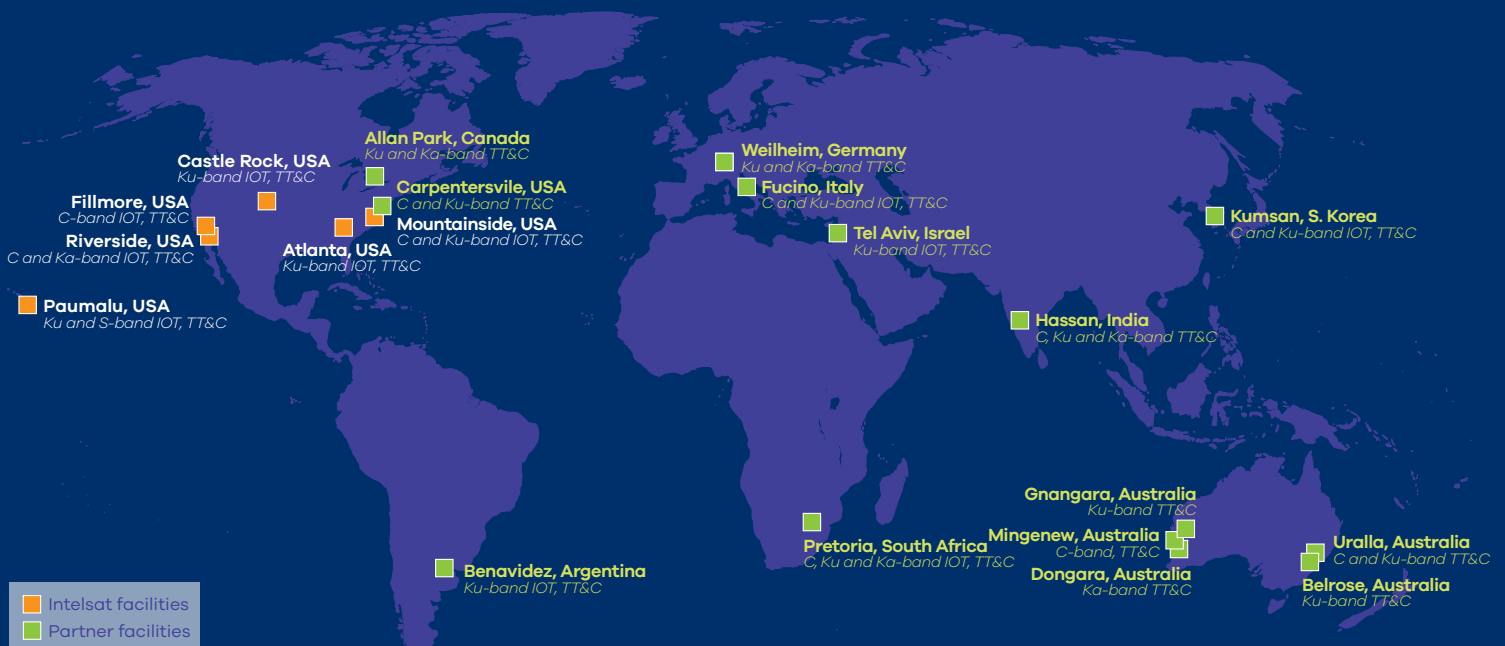 Allan Park, Canada
Ku and Ka-band TT&C
Castle Rock, USA
Ku-band IOT, TT&C
Carpentersvile, USA
C and Ku-band TT&C
Fillmore, USA
C-band IOT, TT&C
Mountainside, USA
C and Ku-band IOT, TT&C
Riverside, USA
C and Ka-band IOT, TT&C
Atlanta, USA
Ku-band IOT, TT&C
Paumalu, USA
Ku and S-band IOT, TT&C
Weilheim, Germany
Ku and Ka-band TT&C
Fucino, Italy
C and Ku-band IOT, TT&C
Tel Aviv, Israel
Ku-band IOT, TT&C
Kumsan, S. Korea
C and Ku-band IOT, TT&C
Hassan, India
C, Ku and Ka-band TT&C
Gnangara, Australia
Ku-band TT&C
Mingenew, Australia
C-band, TT&C
Dongara, Australia
Ka-band TT&C
Uralla, Australia
C and Ku-band TT&C
Belrose, Australia
Ku-band TT&C
Pretoria, South Africa
C, Ku and Ka-band IOT, TT&C
Benavidez, Argentina
Ku-band IOT, TT&C
Intelsat facilities
Partner facilities